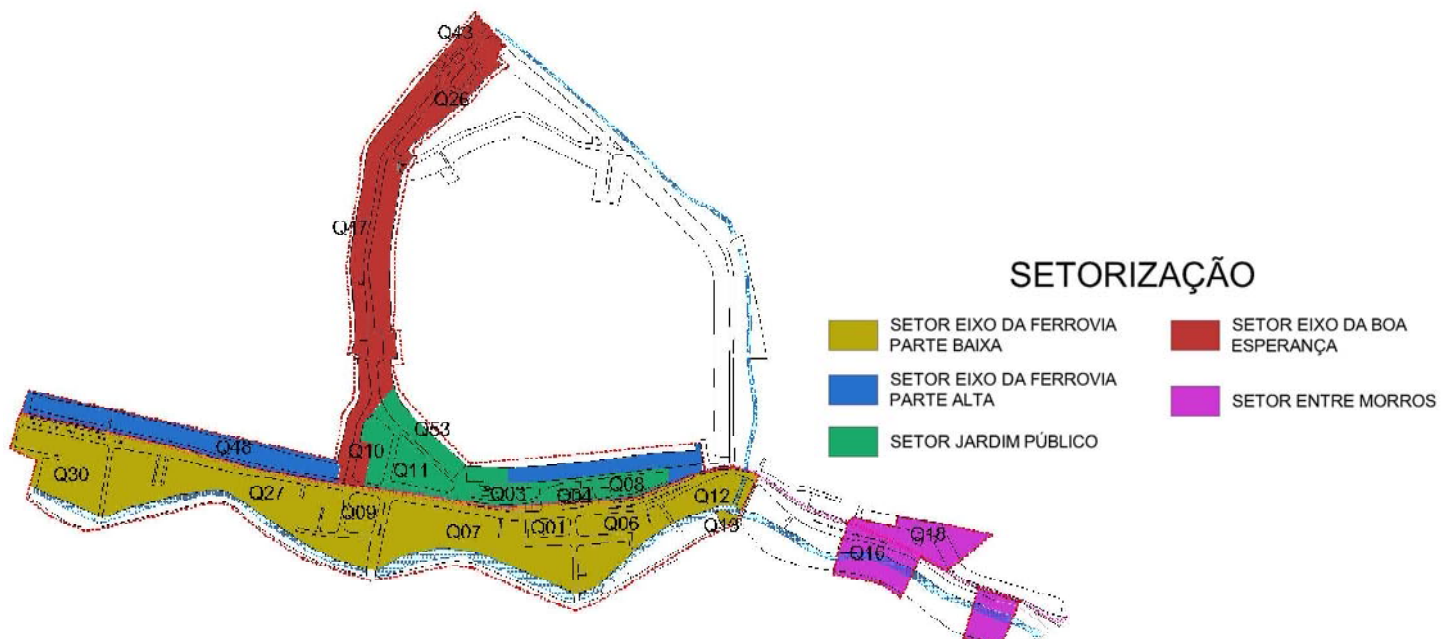 Q43
Q26
Q47
SETORIZAÇÃO
SETOR EIXO DA FERROVIA
PARTE BAIXA
SETOR EIXO DA FERROVIA
PARTE ALTA
SETOR JARDIM PÚBLICO
SETOR EIXO DA BOA
ESPERANÇA
SETOR ENTRE MORROS
Q53
Q48
Q10
Q11
Q30
Q27
Q09
Q03
Q04
Q08
Q12
Q07
Q01
Q06
Q13
Q16
Q18